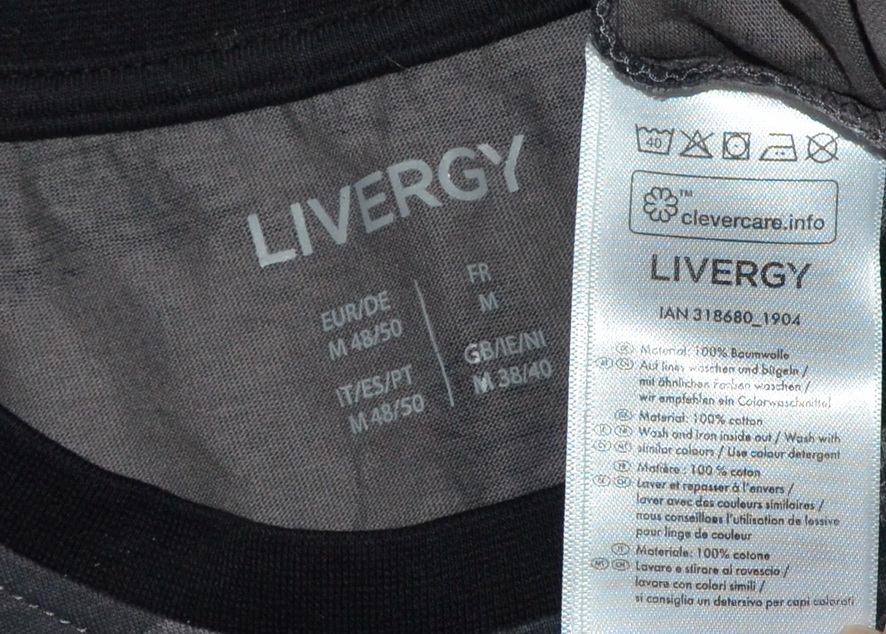 LIVERGY
EUR/DE
M 48/50
FR
M
IT/ES/PT
M 48/50
GB/IE/NI
M 38/40
40
™
clevercare.info
LIVERGY
IAN 318680_1904
Material: 100% Baumwolle
Auf links waschen und bügeln /
mit ähnlichen Farben waschen /
wir empfehlen ein Colorwaschmittel
Material: 100% cotton
Wash and iron inside out / Wash with
similar colours / Use colour detergent
Matière : 100 % coton
Laver et repasser à l'envers /
laver avec des couleurs similaires /
nous conseillons l'utilisation de lessive
pour linge de couleur
Materiale: 100% cotone
Lavare e stirare al rovescio /
lavare con colori simili /
si consiglia un detersivo per capi colorati